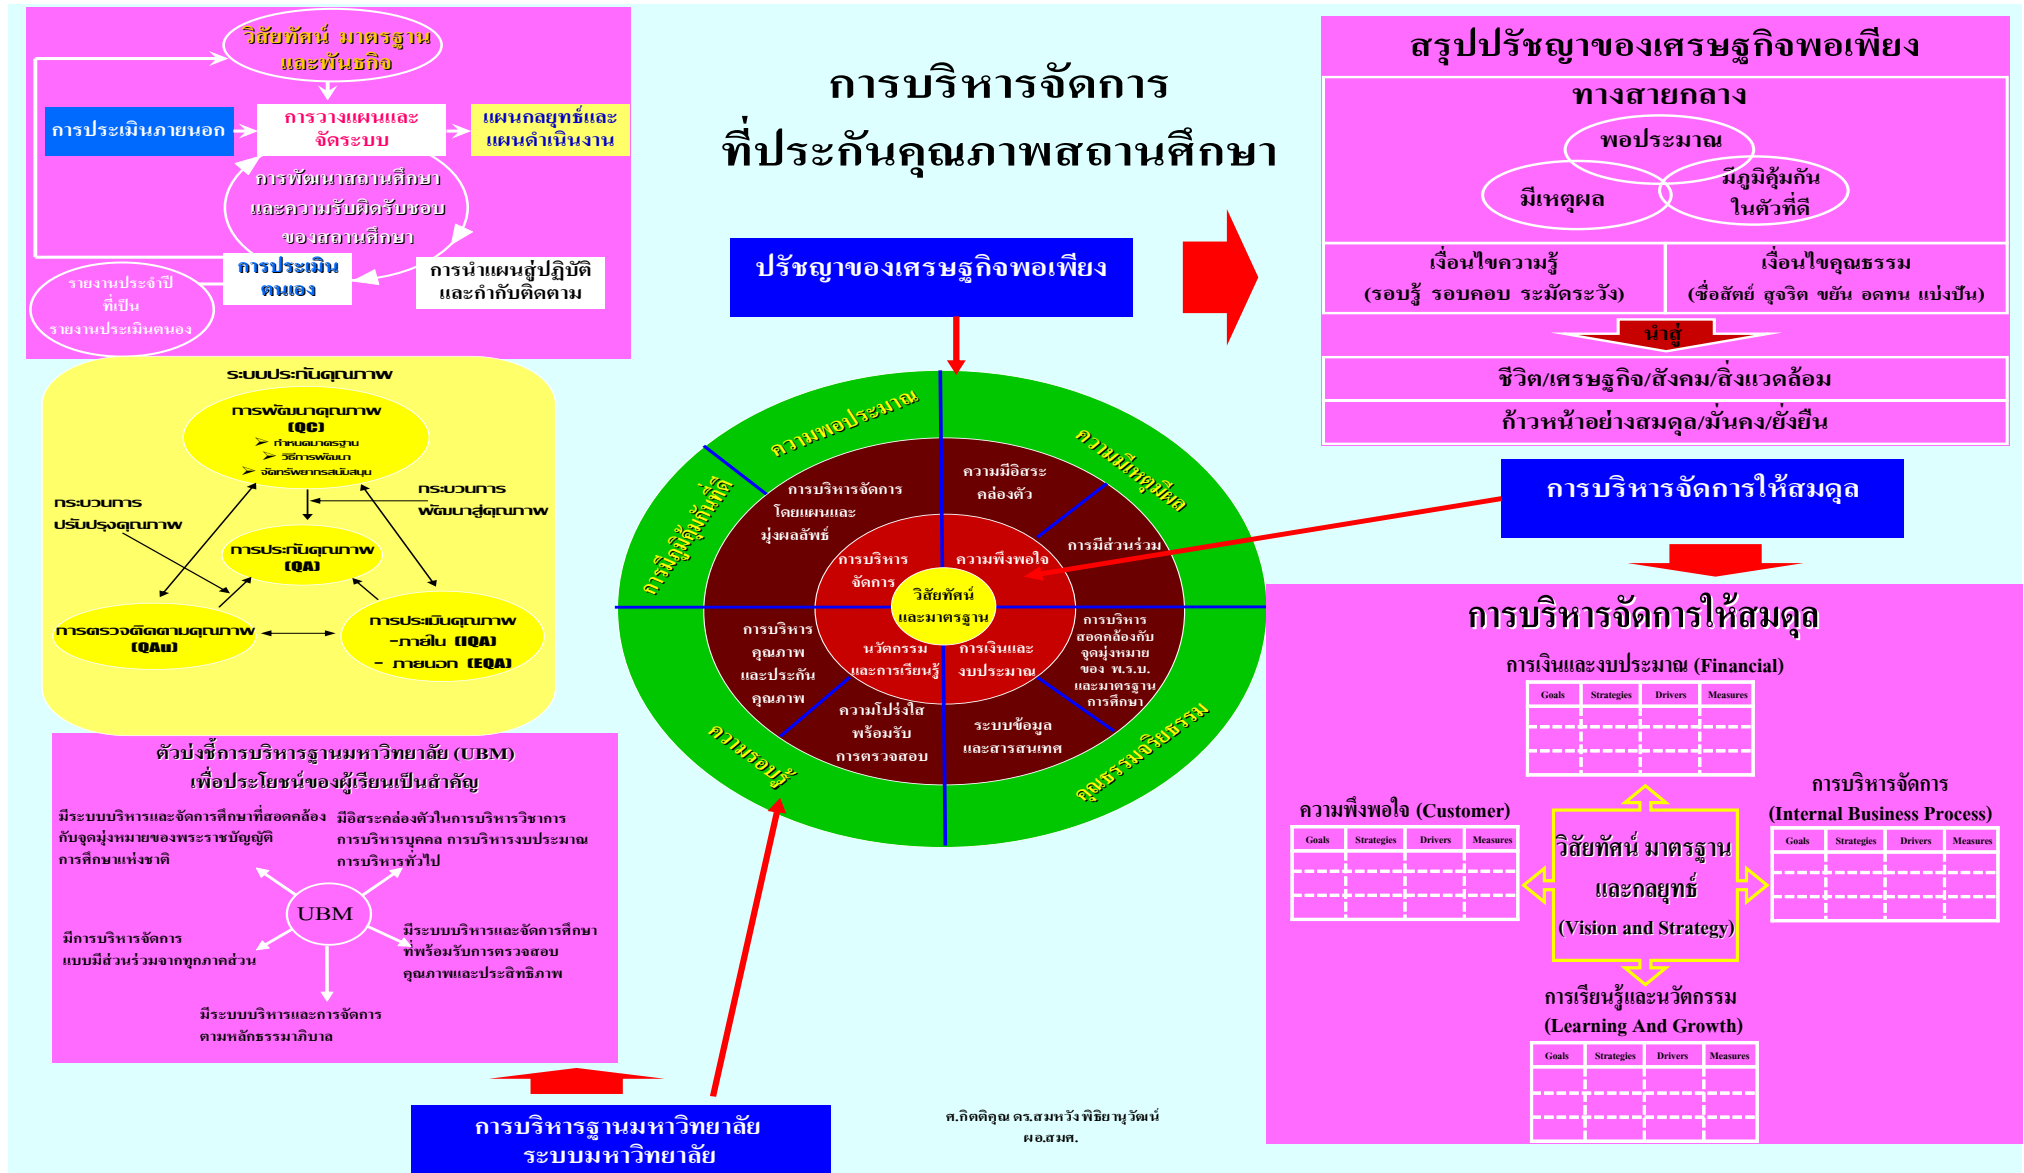 วิสัยทัศน์ มาตรฐาน
และพันธกิจ
การประเมินภายนอก
การวางแผนและ
จัดระบบ
แผนกลยุทธ์และ
แผนดำเนินงาน
การพัฒนาสถานศึกษา
และความรับผิดรับชอบ
ของสถานศึกษา
การประเมิน
ตนเอง
การนำแผนสู่ปฏิบัติ
และกำกับติดตาม
รายงานประจำปี
ที่เป็น
รายงานประเมินตนอง
การบริหารจัดการ
ที่ประกันคุณภาพสถานศึกษา
ปรัชญาของเศรษฐกิจพอเพียง
สรุปปรัชญาของเศรษฐกิจพอเพียง
ทางสายกลาง
พอประมาณ
มีเหตุผล
มีภูมิคุ้มกัน
ในตัวที่ดี
เงื่อนไขความรู้
(รอบรู้ รอบคอบ ระมัดระวัง)
เงื่อนไขคุณธรรม
(ซื่อสัตย์ สุจริต ขยัน อดทน แบ่งปัน)
นำสู่
ชีวิต/เศรษฐกิจ/สังคม/สิ่งแวดล้อม
ก้าวหน้าอย่างสมดุล/มั่นคง/ยั่งยืน
ระบบประกันคุณภาพ
การพัฒนาคุณภาพ
(QC)
กำหนดมาตรฐาน
วิธีการพัฒนา
จัดทรัพยากรสนับสนุน
กระบวนการ
ปรับปรุงคุณภาพ
กระบวนการ
พัฒนาสู่คุณภาพ
การประกันคุณภาพ
(QA)
การตรวจติดตามคุณภาพ
(QAu)
การประเมินคุณภาพ
-ภายใน (IQA)
- ภายนอก (EQA)
ความพอประมาณ
ความมีเหตุมีผล
การมีภูมิคุ้มกันที่ดี
ความรอบรู้
คุณธรรมจริยธรรม
การบริหารจัดการ
โดยแผนและ
มุ่งผลลัพธ์
ความมีอิสระ
คล่องตัว
การมีส่วนร่วม
การบริหาร
จัดการ
ความพึงพอใจ
วิสัยทัศน์
และมาตรฐาน
นวัตกรรม
และการเรียนรู้
การเงินและ
งบประมาณ
การบริหาร
คุณภาพ
และประกัน
คุณภาพ
การบริหาร
สอดคล้องกับ
จุดมุ่งหมาย
ของ พ.ร.บ.
และมาตรฐาน
การศึกษา
ความโปร่งใส
พร้อมรับ
การตรวจสอบ
ระบบข้อมูล
และสารสนเทศ
การบริหารจัดการให้สมดุล
การบริหารจัดการให้สมดุล
การเงินและงบประมาณ (Financial)
Goals Strategies Drivers Measures
ความพึงพอใจ (Customer)
Goals Strategies Drivers Measures
การบริหารจัดการ
(Internal Business Process)
Goals Strategies Drivers Measures
วิสัยทัศน์ มาตรฐาน
และกลยุทธ์
(Vision and Strategy)
การเรียนรู้และนวัตกรรม
(Learning And Growth)
Goals Strategies Drivers Measures
ตัวบ่งชี้การบริหารฐานมหาวิทยาลัย (UBM)
เพื่อประโยชน์ของผู้เรียนเป็นสำคัญ
มีระบบบริหารและจัดการศึกษาที่สอดคล้อง
กับจุดมุ่งหมายของพระราชบัญญัติ
การศึกษาแห่งชาติ
มีอิสระคล่องตัวในการบริหารวิชาการ
การบริหารบุคคล การบริหารงบประมาณ
การบริหารทั่วไป
UBM
มีการบริหารจัดการ
แบบมีส่วนร่วมจากทุกภาคส่วน
มีระบบบริหารและจัดการศึกษา
ที่พร้อมรับการตรวจสอบ
คุณภาพและประสิทธิภาพ
มีระบบบริหารและการจัดการ
ตามหลักธรรมาภิบาล
การบริหารฐานมหาวิทยาลัย
ระบบมหาวิทยาลัย
ศ.กิตติคุณ ดร.สมหวัง พิธิยานุวัฒน์
ผอ.สมศ.